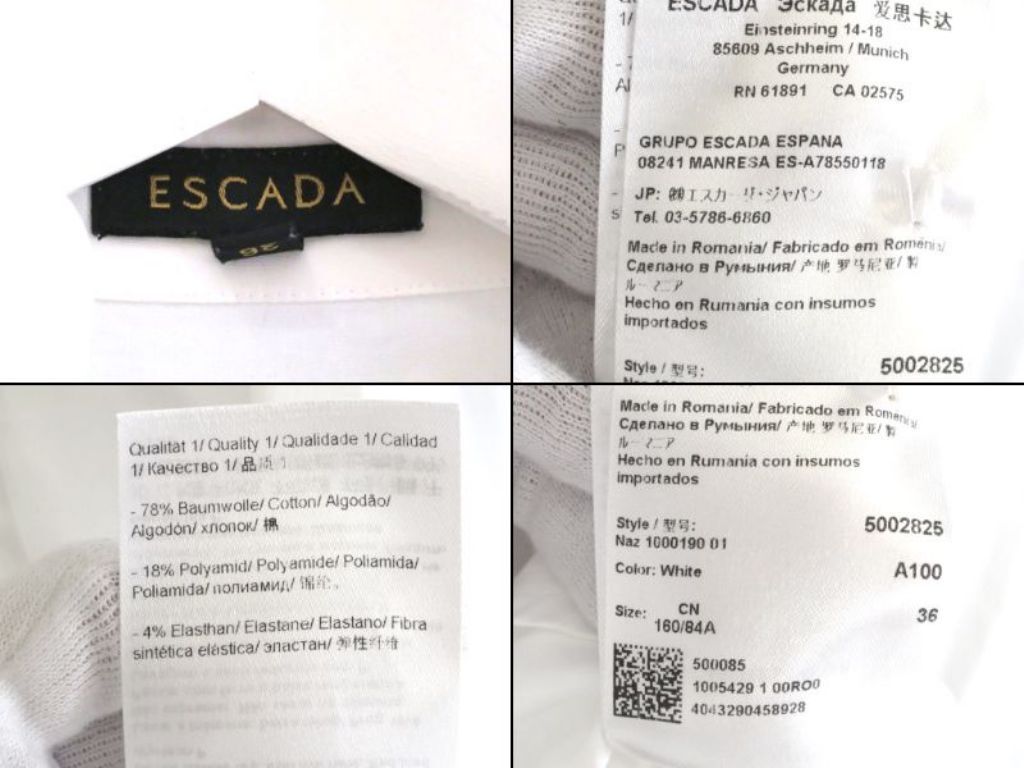 ESCADA
36
ESCADA Эскада 爱思卡达
Einsteinring 14-18
85609 Aschheim / Munich
Germany
RN 61891 CA 02575
GRUPO ESCADA ESPANA
08241 MANRESA ES-A78550118
JP: ㈱エスカーダ・ジャパン
Tel. 03-5786-6860
Made in Romania/ Fabricado em Romenia/
Сделано в Румыния/ 产地 罗马尼亚/ 製
ルーマニア
Hecho en Rumania con insumos
importados
Style / 型号: 5002825
Qualität 1/ Quality 1/ Qualidade 1/ Calidad
1/ Качество 1/ 品质 1
- 78% Baumwolle/ Cotton/ Algodão/
Algodón/ хлопок/ 棉
- 18% Polyamid/ Polyamide/ Poliamida/
Poliamida/ полиамид/ 锦纶。
- 4% Elasthan/ Elastane/ Elastano/ Fibra
sintética elástica/ эластан/ 弹性纤维
Made in Romania/ Fabricado em Romenia/
Сделано в Румыния/ 产地 罗马尼亚/ 製
ルーマニア
Hecho en Rumania con insumos
importados
Style / 型号: 5002825
Naz 1000190 01
Color: White A100
Size: CN 36
160/84A
500085
1005429 1 00RO0
4043290458928